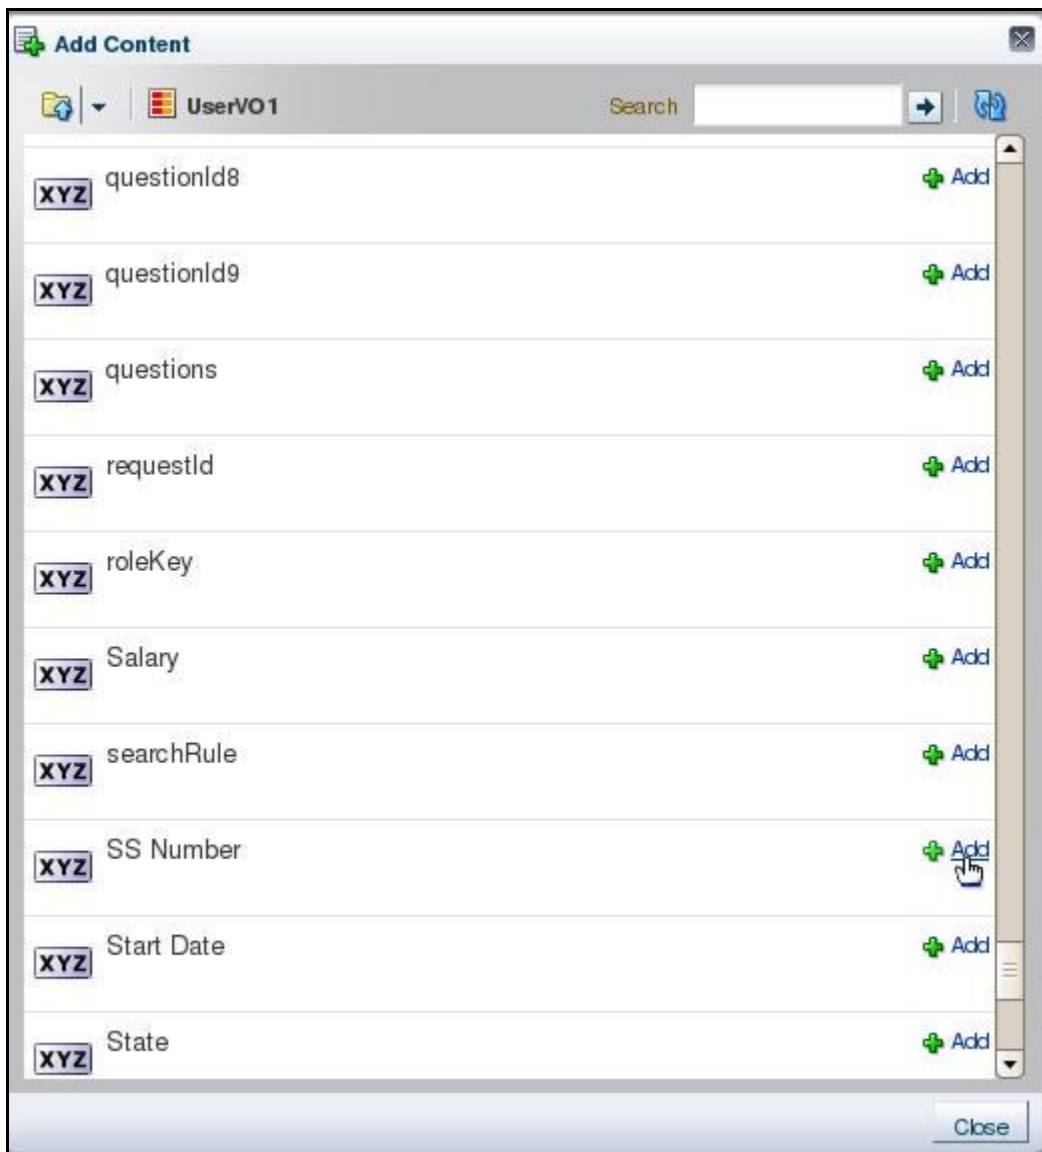 Add Content
UserVO1 Search
questionId8 Add
XYZ
questionId9 Add
XYZ
questions Add
XYZ
requestId Add
XYZ
roleKey Add
XYZ
Salary Add
XYZ
searchRule Add
XYZ
SS Number Add
XYZ
Start Date Add
XYZ
State Add
XYZ
Close